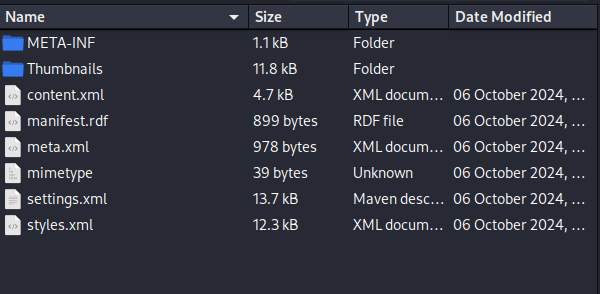 Name Size Type Date Modified
META-INF 1.1 kB Folder
Thumbnails 11.8 kB Folder
content.xml 4.7 kB XML docum... 06 October 2024, ...
manifest.rdf 899 bytes RDF file 06 October 2024, ...
meta.xml 978 bytes XML docum... 06 October 2024, ...
mimetype 39 bytes Unknown 06 October 2024, ...
settings.xml 13.7 kB Maven desc... 06 October 2024, ...
styles.xml 12.3 kB XML docum... 06 October 2024, ...